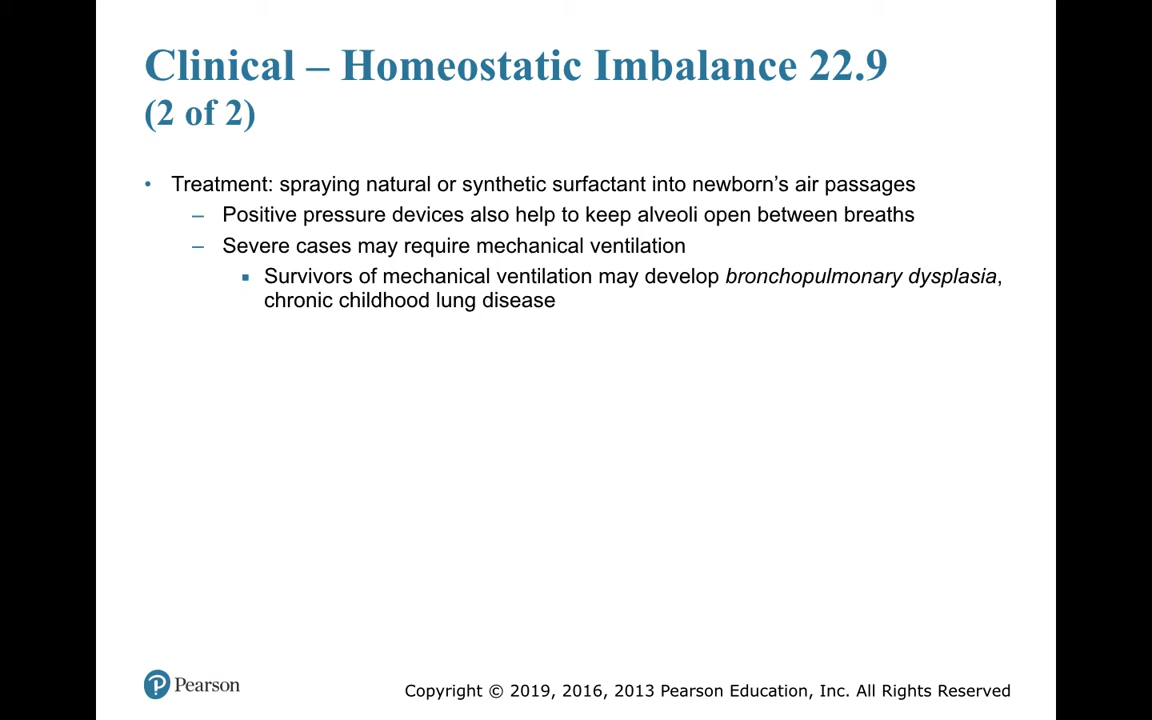 Clinical – Homeostatic Imbalance 22.9
(2 of 2)
• Treatment: spraying natural or synthetic surfactant into newborn’s air passages
– Positive pressure devices also help to keep alveoli open between breaths
– Severe cases may require mechanical ventilation
▪ Survivors of mechanical ventilation may develop bronchopulmonary dysplasia,
chronic childhood lung disease
P Pearson
Copyright © 2019, 2016, 2013 Pearson Education, Inc. All Rights Reserved